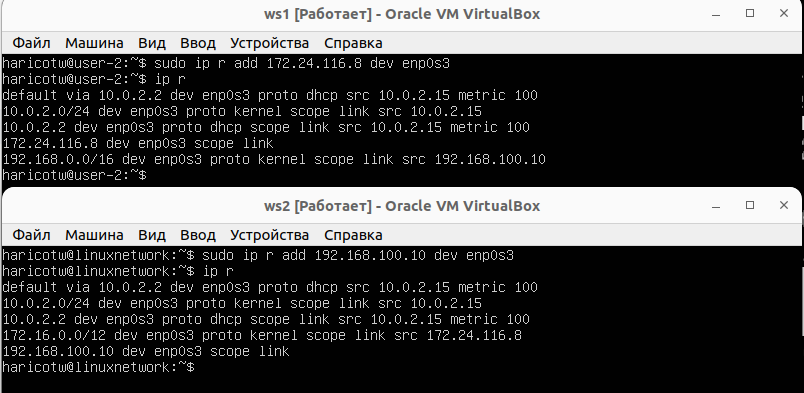 ws1 [Работает] - Oracle VM VirtualBox
Файл Машина Вид Ввод Устройства Справка
haricotw@user-2:~$ sudo ip r add 172.24.116.8 dev enp0s3
haricotw@user-2:~$ ip r
default via 10.0.2.2 dev enp0s3 proto dhcp src 10.0.2.15 metric 100
10.0.2.0/24 dev enp0s3 proto kernel scope link src 10.0.2.15
10.0.2.2 dev enp0s3 proto dhcp scope link src 10.0.2.15 metric 100
172.24.116.8 dev enp0s3 scope link
192.168.0.0/16 dev enp0s3 proto kernel scope link src 192.168.100.10
haricotw@user-2:~$
ws2 [Работает] - Oracle VM VirtualBox
Файл Машина Вид Ввод Устройства Справка
haricotw@linuxnetwork:~$ sudo ip r add 192.168.100.10 dev enp0s3
haricotw@linuxnetwork:~$ ip r
default via 10.0.2.2 dev enp0s3 proto dhcp src 10.0.2.15 metric 100
10.0.2.0/24 dev enp0s3 proto kernel scope link src 10.0.2.15
10.0.2.2 dev enp0s3 proto dhcp scope link src 10.0.2.15 metric 100
172.16.0.0/12 dev enp0s3 proto kernel scope link src 172.24.116.8
192.168.100.10 dev enp0s3 scope link
haricotw@linuxnetwork:~$